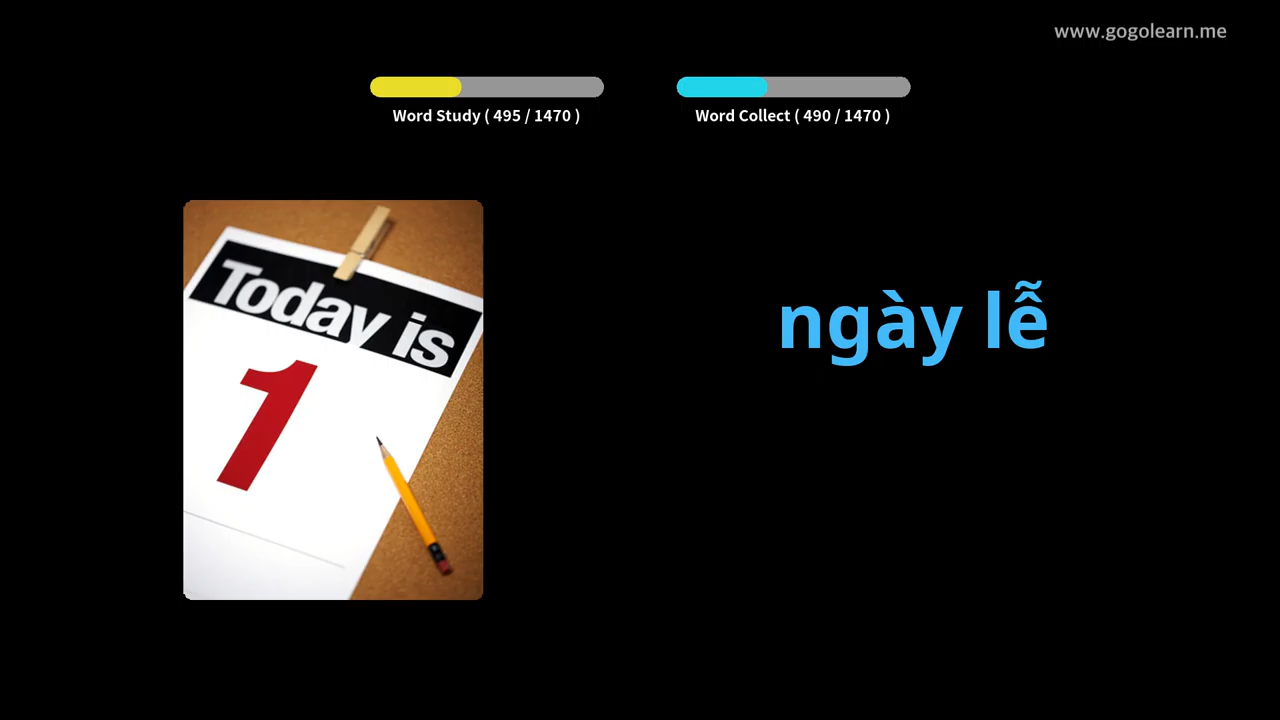 www.gogolearn.me
Word Study ( 495 / 1470 )
Word Collect ( 490 / 1470 )
Today is
1
ngày lễ